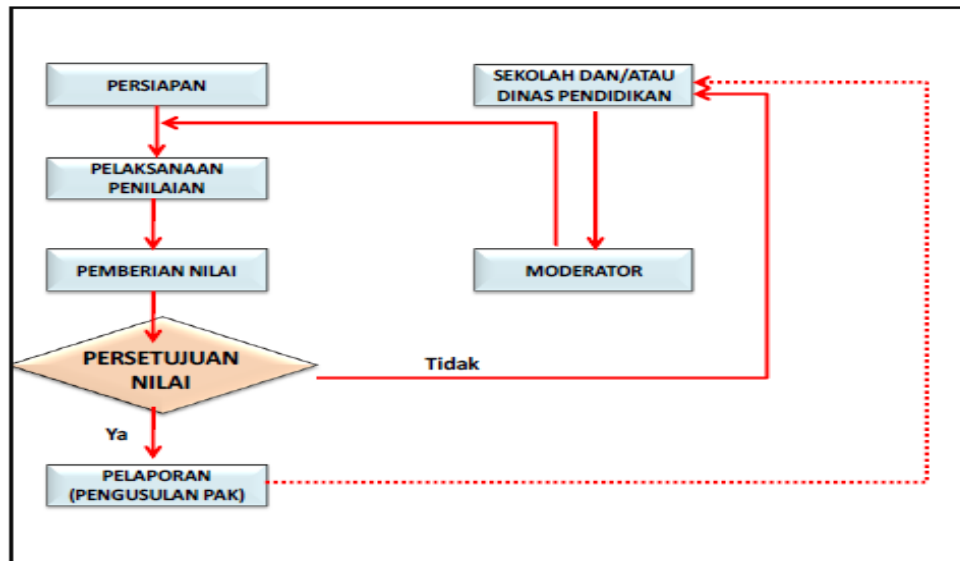 PERSIAPAN
SEKOLAH DAN/ATAU
DINAS PENDIDIKAN
PELAKSANAAN
PENILAIAN
PEMBERIAN NILAI
MODERATOR
PERSETUJUAN
NILAI
Tidak
Ya
PELAPORAN
(PENGUSULAN PAK)